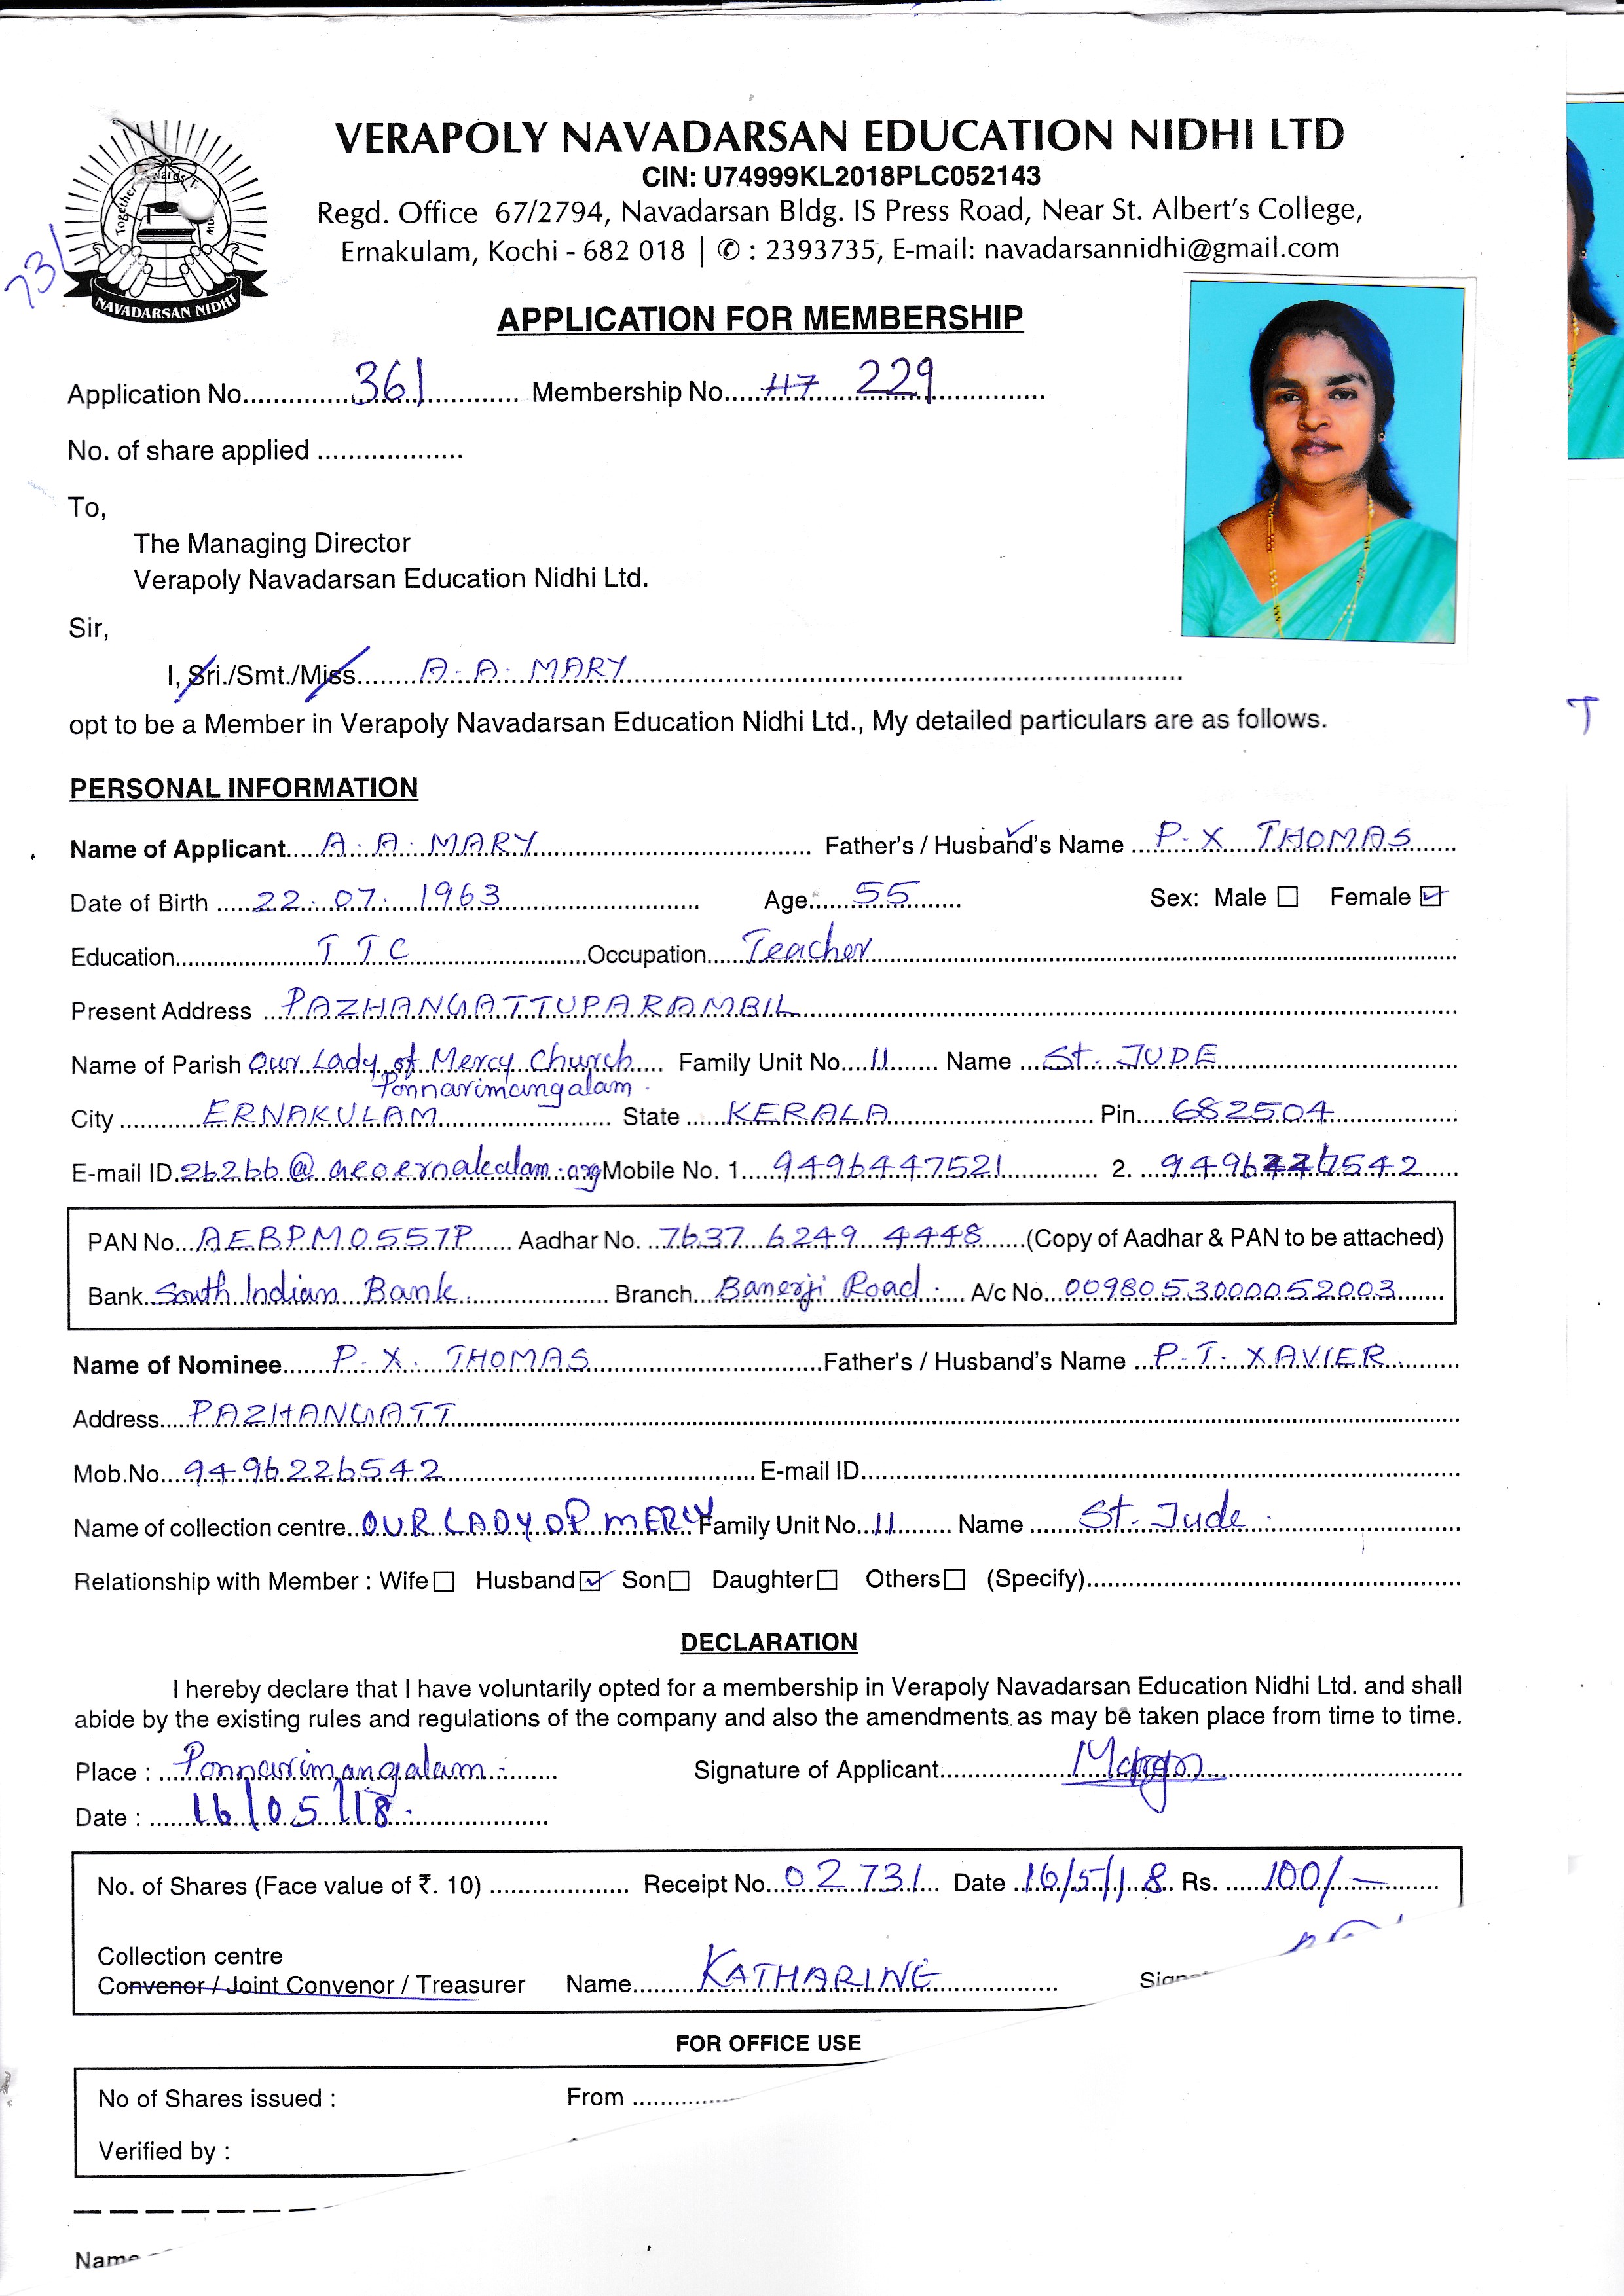 VERAPOLY NAVADARSAN EDUCATION NIDHI LTD
CIN: U74999KL2018PLC052143
Regd. Office 67/2794, Navadarsan Bldg. IS Press Road, Near St. Albert's College,
Ernakulam, Kochi - 682 018 | ✆ : 2393735, E-mail: navadarsannidhi@gmail.com
Together
NAVADARSAN NIDHI
731
APPLICATION FOR MEMBERSHIP
Application No. 361 Membership No. 117 229
No. of share applied
To,
The Managing Director
Verapoly Navadarsan Education Nidhi Ltd.
Sir,
I, Sri./Smt./Miss A. A. MARY
opt to be a Member in Verapoly Navadarsan Education Nidhi Ltd., My detailed particulars are as follows.
T
PERSONAL INFORMATION
Name of Applicant A. A. MARY Father's / Husband's Name P. X THOMAS
Date of Birth 22. 07. 1963 Age 55 Sex: Male Female
Education T T C Occupation Teacher
Present Address PAZHANGATTUPARAMBIL
Name of Parish Our Lady of Mercy Church Family Unit No. 11 Name St. JUDE
Ponnarimangalam.
City ERNAKULAM State KERALA Pin 682504
E-mail ID. Mobile No. 1. 9496447521 2.
PAN No. AEBPM0557P Aadhar No. 7637 6249 4448 (Copy of Aadhar & PAN to be attached)
Bank South Indian Bank. Branch Banerji Road. A/c No. 0098053000052003
Name of Nominee P. X. THOMAS Father's / Husband's Name P. T. XAVIER
Address PAZHANGATT
Mob.No. 9496226542 E-mail ID
Name of collection centre OUR LADY OF MERCY Family Unit No. 11 Name St. Jude.
Relationship with Member : Wife Husband Son Daughter Others (Specify)
DECLARATION
I hereby declare that I have voluntarily opted for a membership in Verapoly Navadarsan Education Nidhi Ltd. and shall
abide by the existing rules and regulations of the company and also the amendments as may be taken place from time to time.
Place : Ponnarimangalam. Signature of Applicant
Date : 16/05/18.
No. of Shares (Face value of ₹. 10) Receipt No. 02731 Date 16/5/18 Rs. 100/-
Collection centre
Convenor / Joint Convenor / Treasurer Name KATHARINE
FOR OFFICE USE
No of Shares issued : From
Verified by :
Name